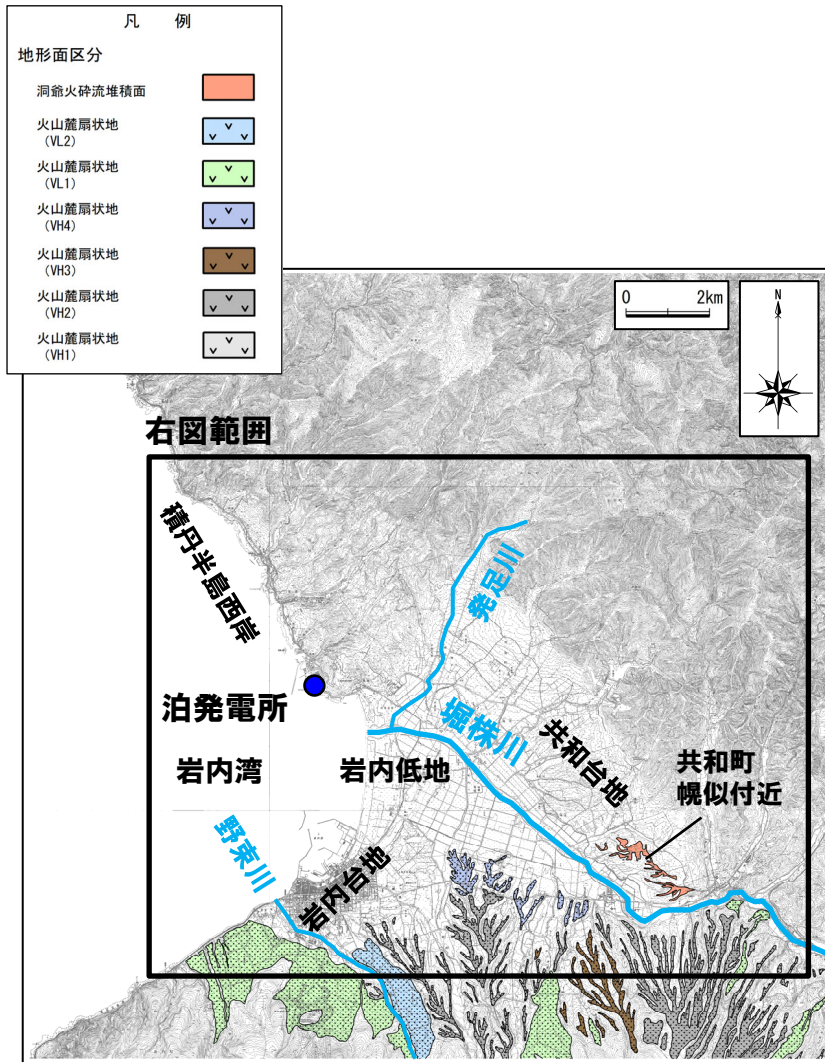 凡 例
地形面区分
洞爺火砕流堆積面
火山麓扇状地
(VL2)
火山麓扇状地
(VL1)
火山麓扇状地
(VH4)
火山麓扇状地
(VH3)
火山麓扇状地
(VH2)
火山麓扇状地
(VH1)
0 2km
N
右図範囲
積丹半島西岸
発足川
泊発電所
堀株川
共和台地
岩内湾
岩内低地
共和町
幌似付近
野束川
岩内台地